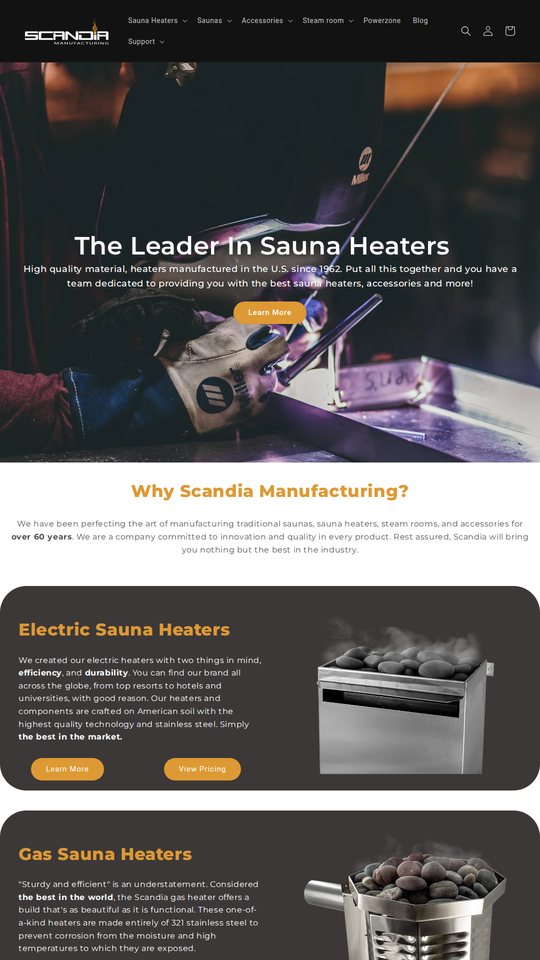 SCANDIA
MANUFACTURING
Sauna Heaters
Saunas
Accessories
Steam room
Powerzone
Blog
Support
Miller
The Leader In Sauna Heaters
High quality material, heaters manufactured in the U.S. since 1962. Put all this together and you have a
team dedicated to providing you with the best sauna heaters, accessories and more!
Learn More
Why Scandia Manufacturing?
We have been perfecting the art of manufacturing traditional saunas, sauna heaters, steam rooms, and accessories for
over 60 years. We are a company committed to innovation and quality in every product. Rest assured, Scandia will bring
you nothing but the best in the industry.
Electric Sauna Heaters
We created our electric heaters with two things in mind,
efficiency, and durability. You can find our brand all
across the globe, from top resorts to hotels and
universities, with good reason. Our heaters and
components are crafted on American soil with the
highest quality technology and stainless steel. Simply
the best in the market.
Learn More
View Pricing
Gas Sauna Heaters
"Sturdy and efficient" is an understatement. Considered
the best in the world, the Scandia gas heater offers a
build that's as beautiful as it is functional. These one-of-
a-kind heaters are made entirely of 321 stainless steel to
prevent corrosion from the moisture and high
temperatures to which they are exposed.